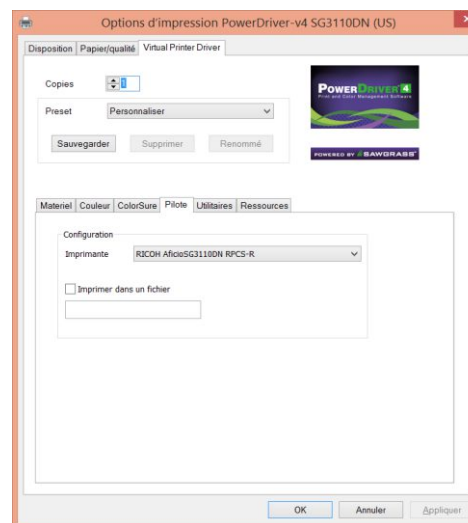 Options d'impression PowerDriver-v4 SG3110DN (US)
Disposition Papier/qualité Virtual Printer Driver
Copies 1
POWERDRIVER 4
Print and Color Management Software
Preset Personnaliser
Sauvegarder Supprimer Renommé
POWERED BY SAWGRASS
Materiel Couleur ColorSure Pilote Utilitaires Ressources
Configuration
Imprimante RICOH AficioSG3110DN RPCS-R
Imprimer dans un fichier
OK Annuler Appliquer